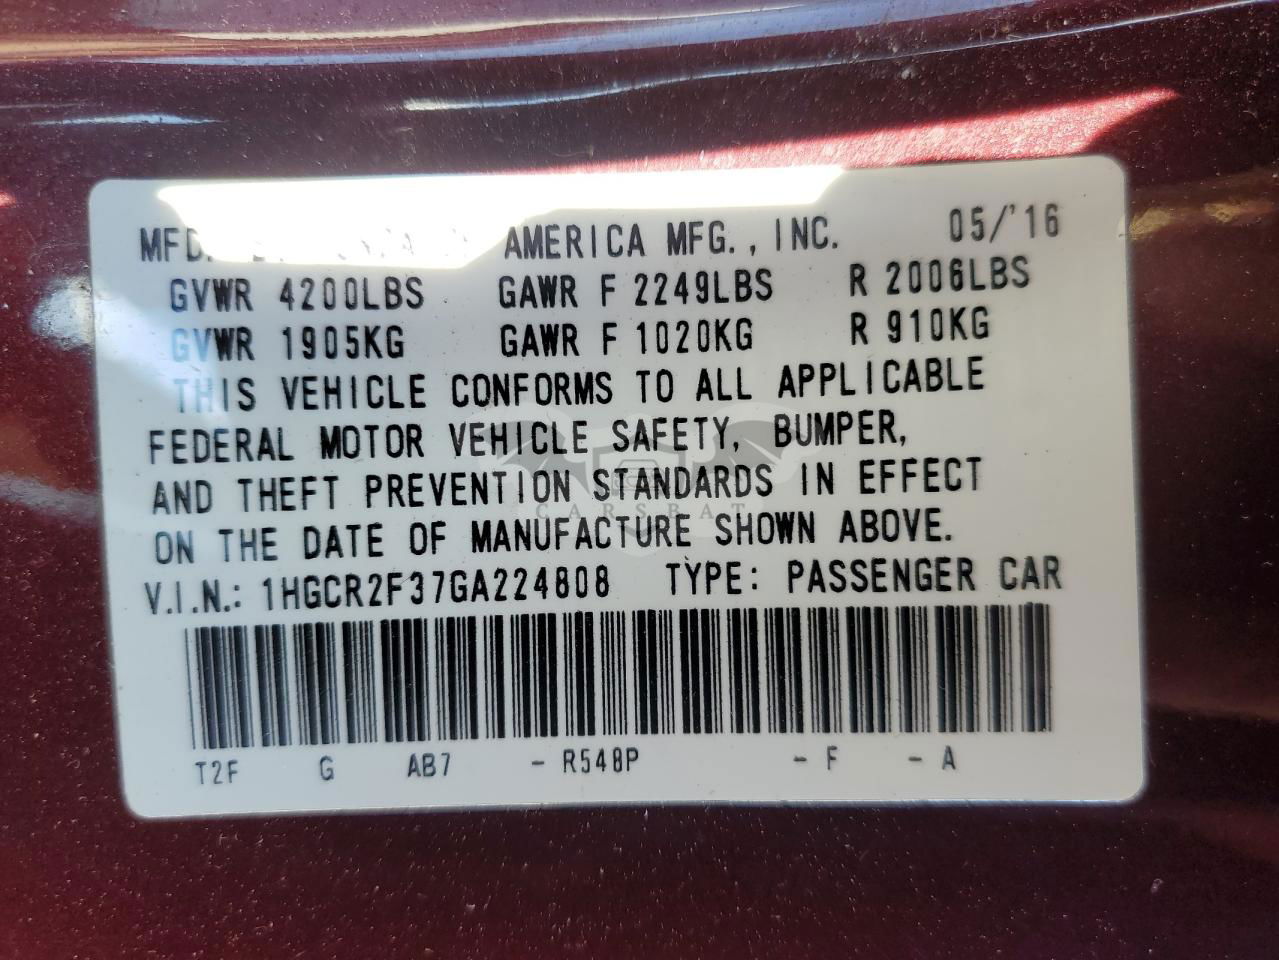 MFD. AMERICA MFG., INC. 05/'16
GVWR 4200LBS GAWR F 2249LBS R 2006LBS
GVWR 1905KG GAWR F 1020KG R 910KG
THIS VEHICLE CONFORMS TO ALL APPLICABLE
FEDERAL MOTOR VEHICLE SAFETY, BUMPER,
AND THEFT PREVENTION STANDARDS IN EFFECT
CARSBAT
ON THE DATE OF MANUFACTURE SHOWN ABOVE.
V.I.N.: 1HGCR2F37GA224808 TYPE: PASSENGER CAR
T2F G AB7 - R548P - F - A